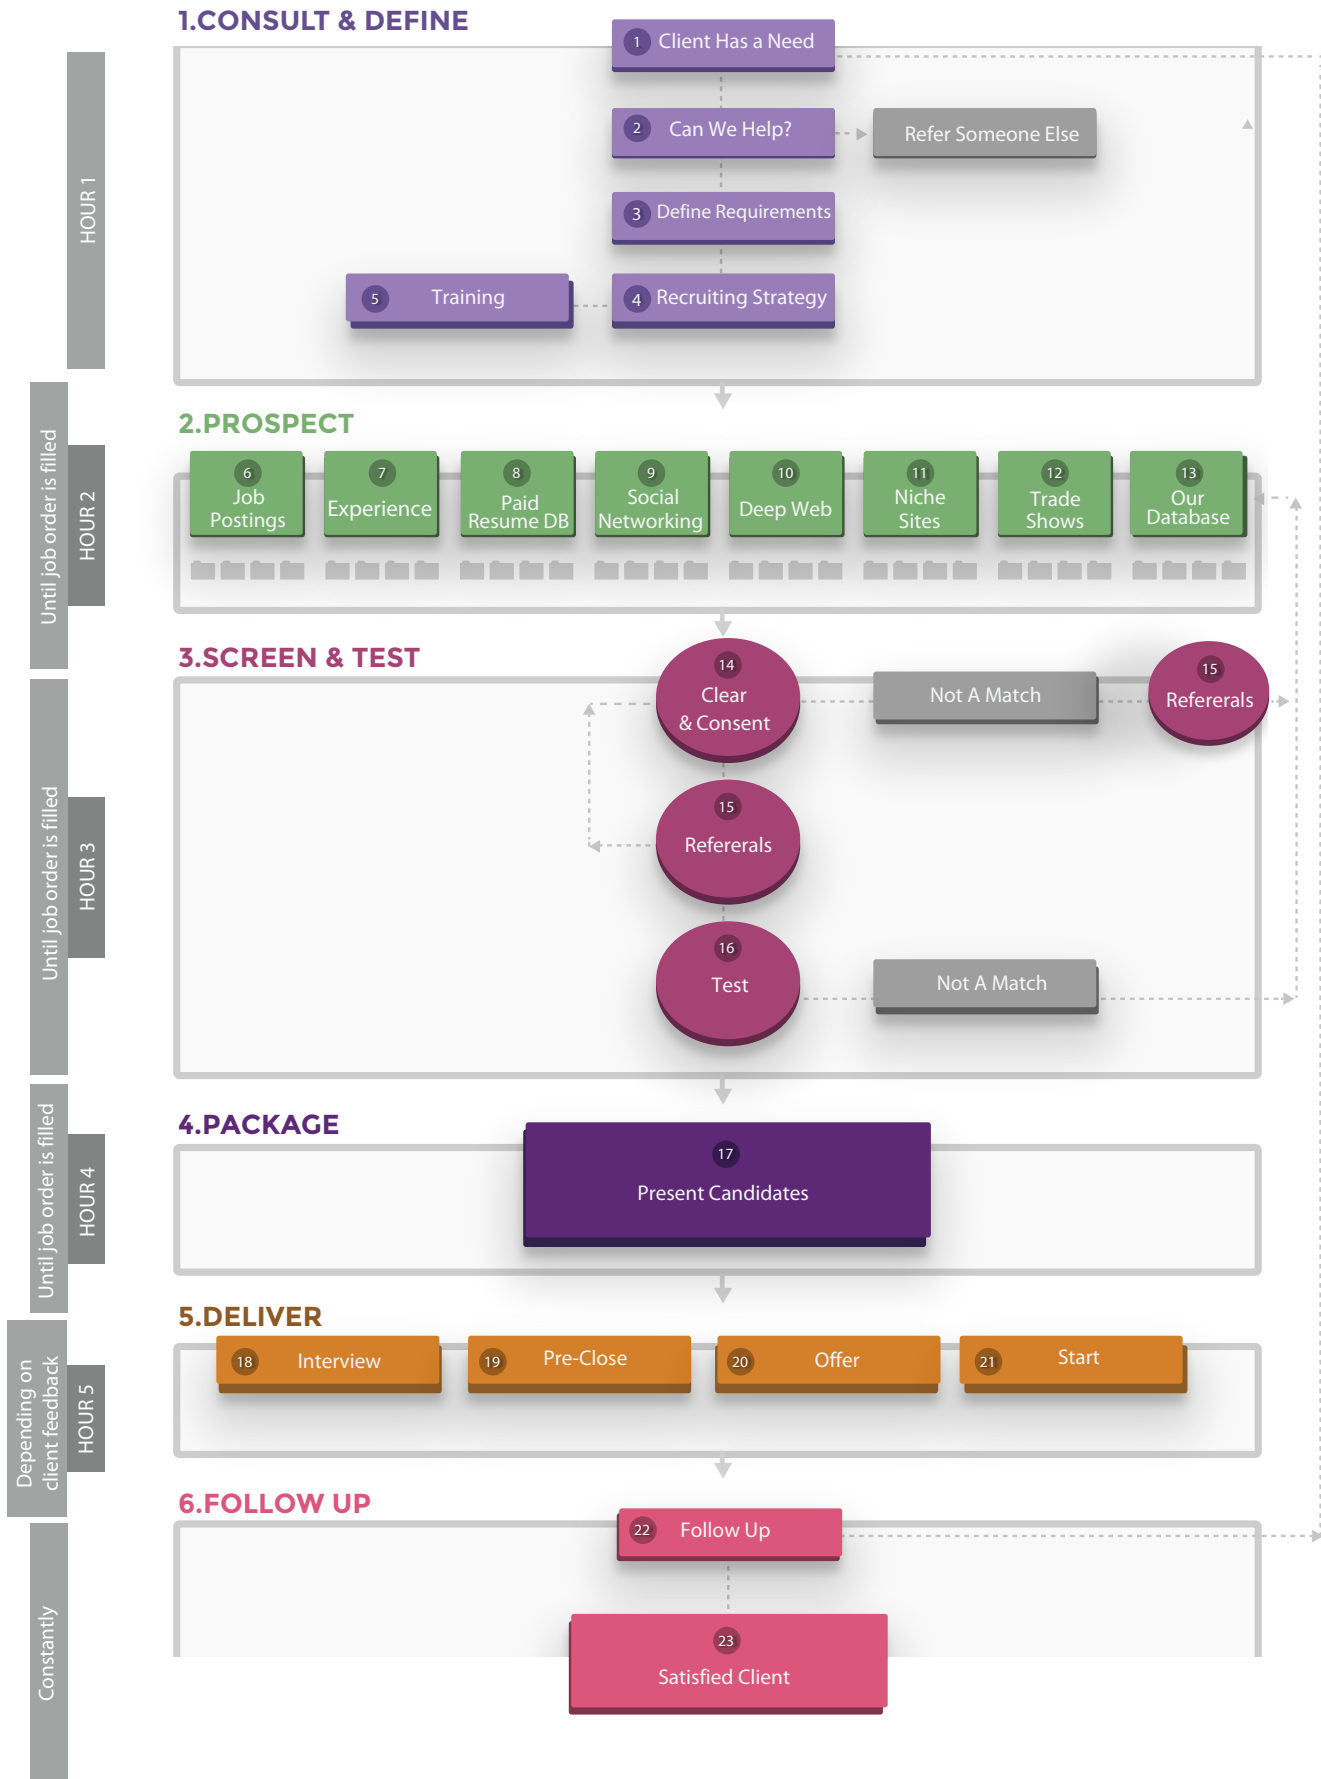 1.CONSULT & DEFINE
HOUR 1
1 Client Has a Need
2 Can We Help?
Refer Someone Else
3 Define Requirements
5 Training
4 Recruiting Strategy
2.PROSPECT
Until job order is filled
HOUR 2
6
Job
Postings
7
Experience
8
Paid
Resume DB
9
Social
Networking
10
Deep Web
11
Niche
Sites
12
Trade
Shows
13
Our
Database
3.SCREEN & TEST
Until job order is filled
HOUR 3
14
Clear
& Consent
Not A Match
15
Refererals
15
Refererals
16
Test
Not A Match
4.PACKAGE
Until job order is filled
HOUR 4
17
Present Candidates
5.DELIVER
Depending on
client feedback
HOUR 5
18 Interview
19 Pre-Close
20 Offer
21 Start
6.FOLLOW UP
Constantly
22 Follow Up
23
Satisfied Client